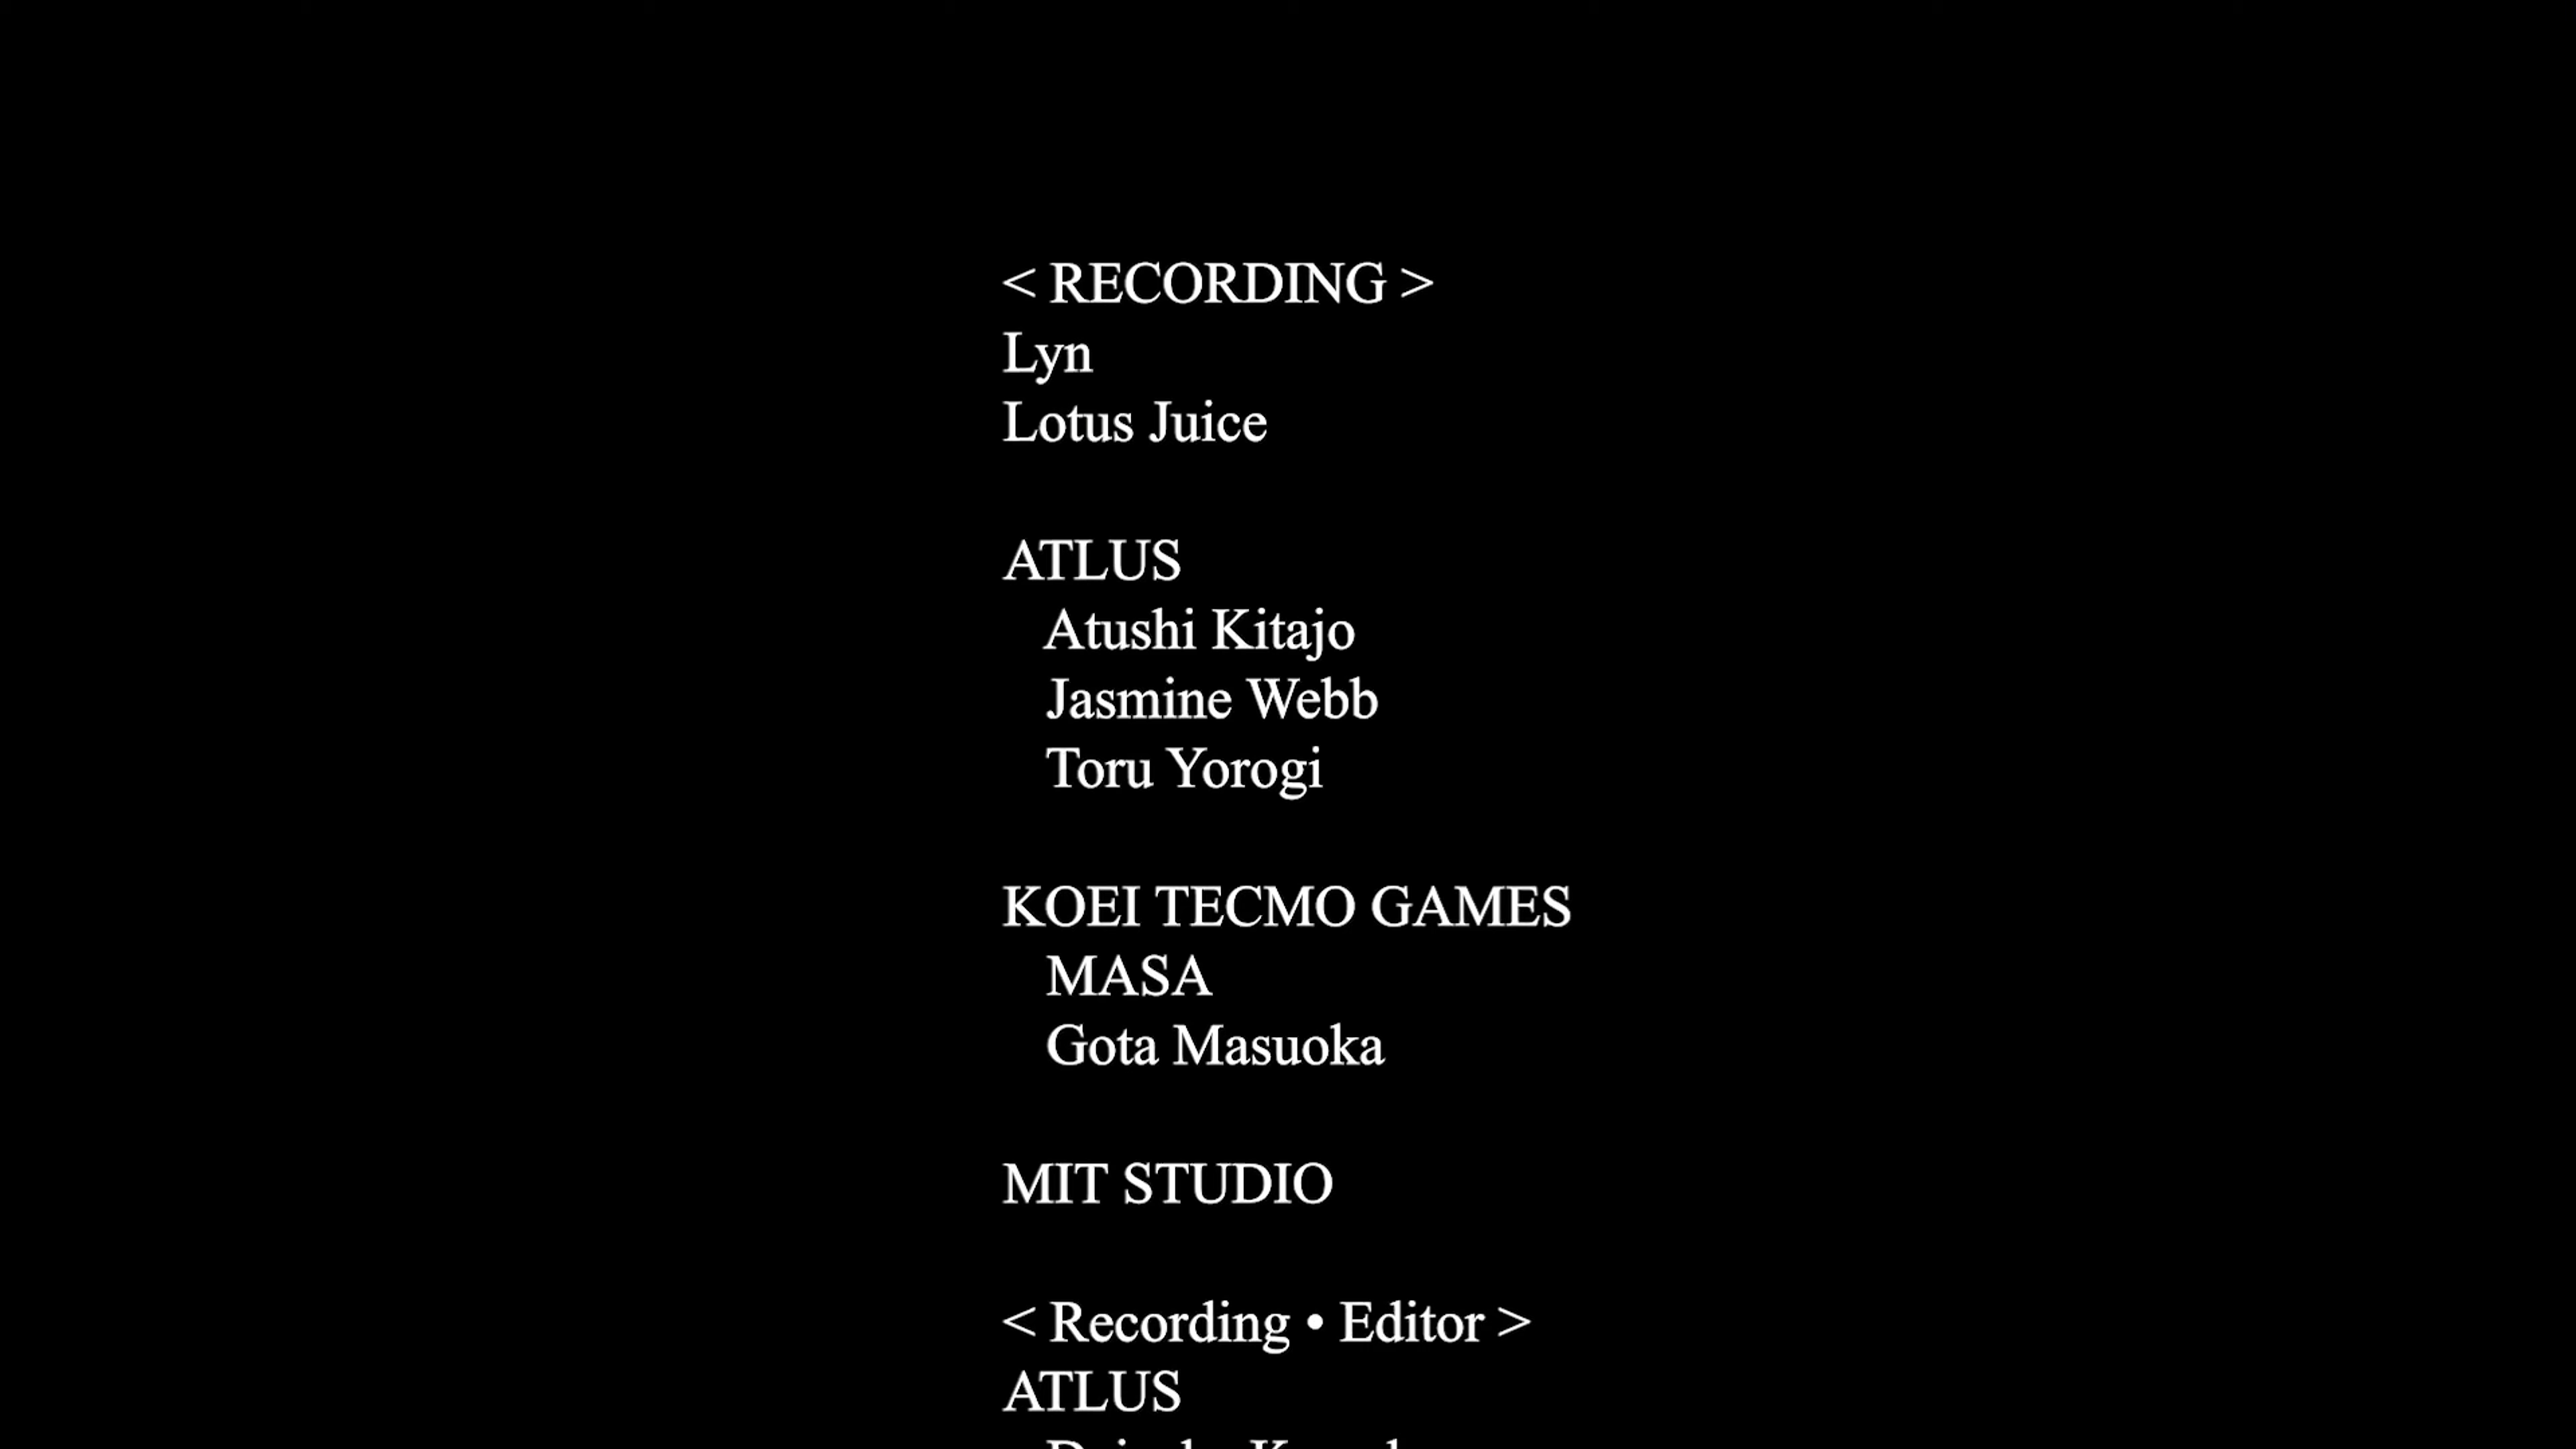 < RECORDING >
Lyn
Lotus Juice
ATLUS
Atushi Kitajo
Jasmine Webb
Toru Yorogi
KOEI TECMO GAMES
MASA
Gota Masuoka
MIT STUDIO
< Recording • Editor >
ATLUS